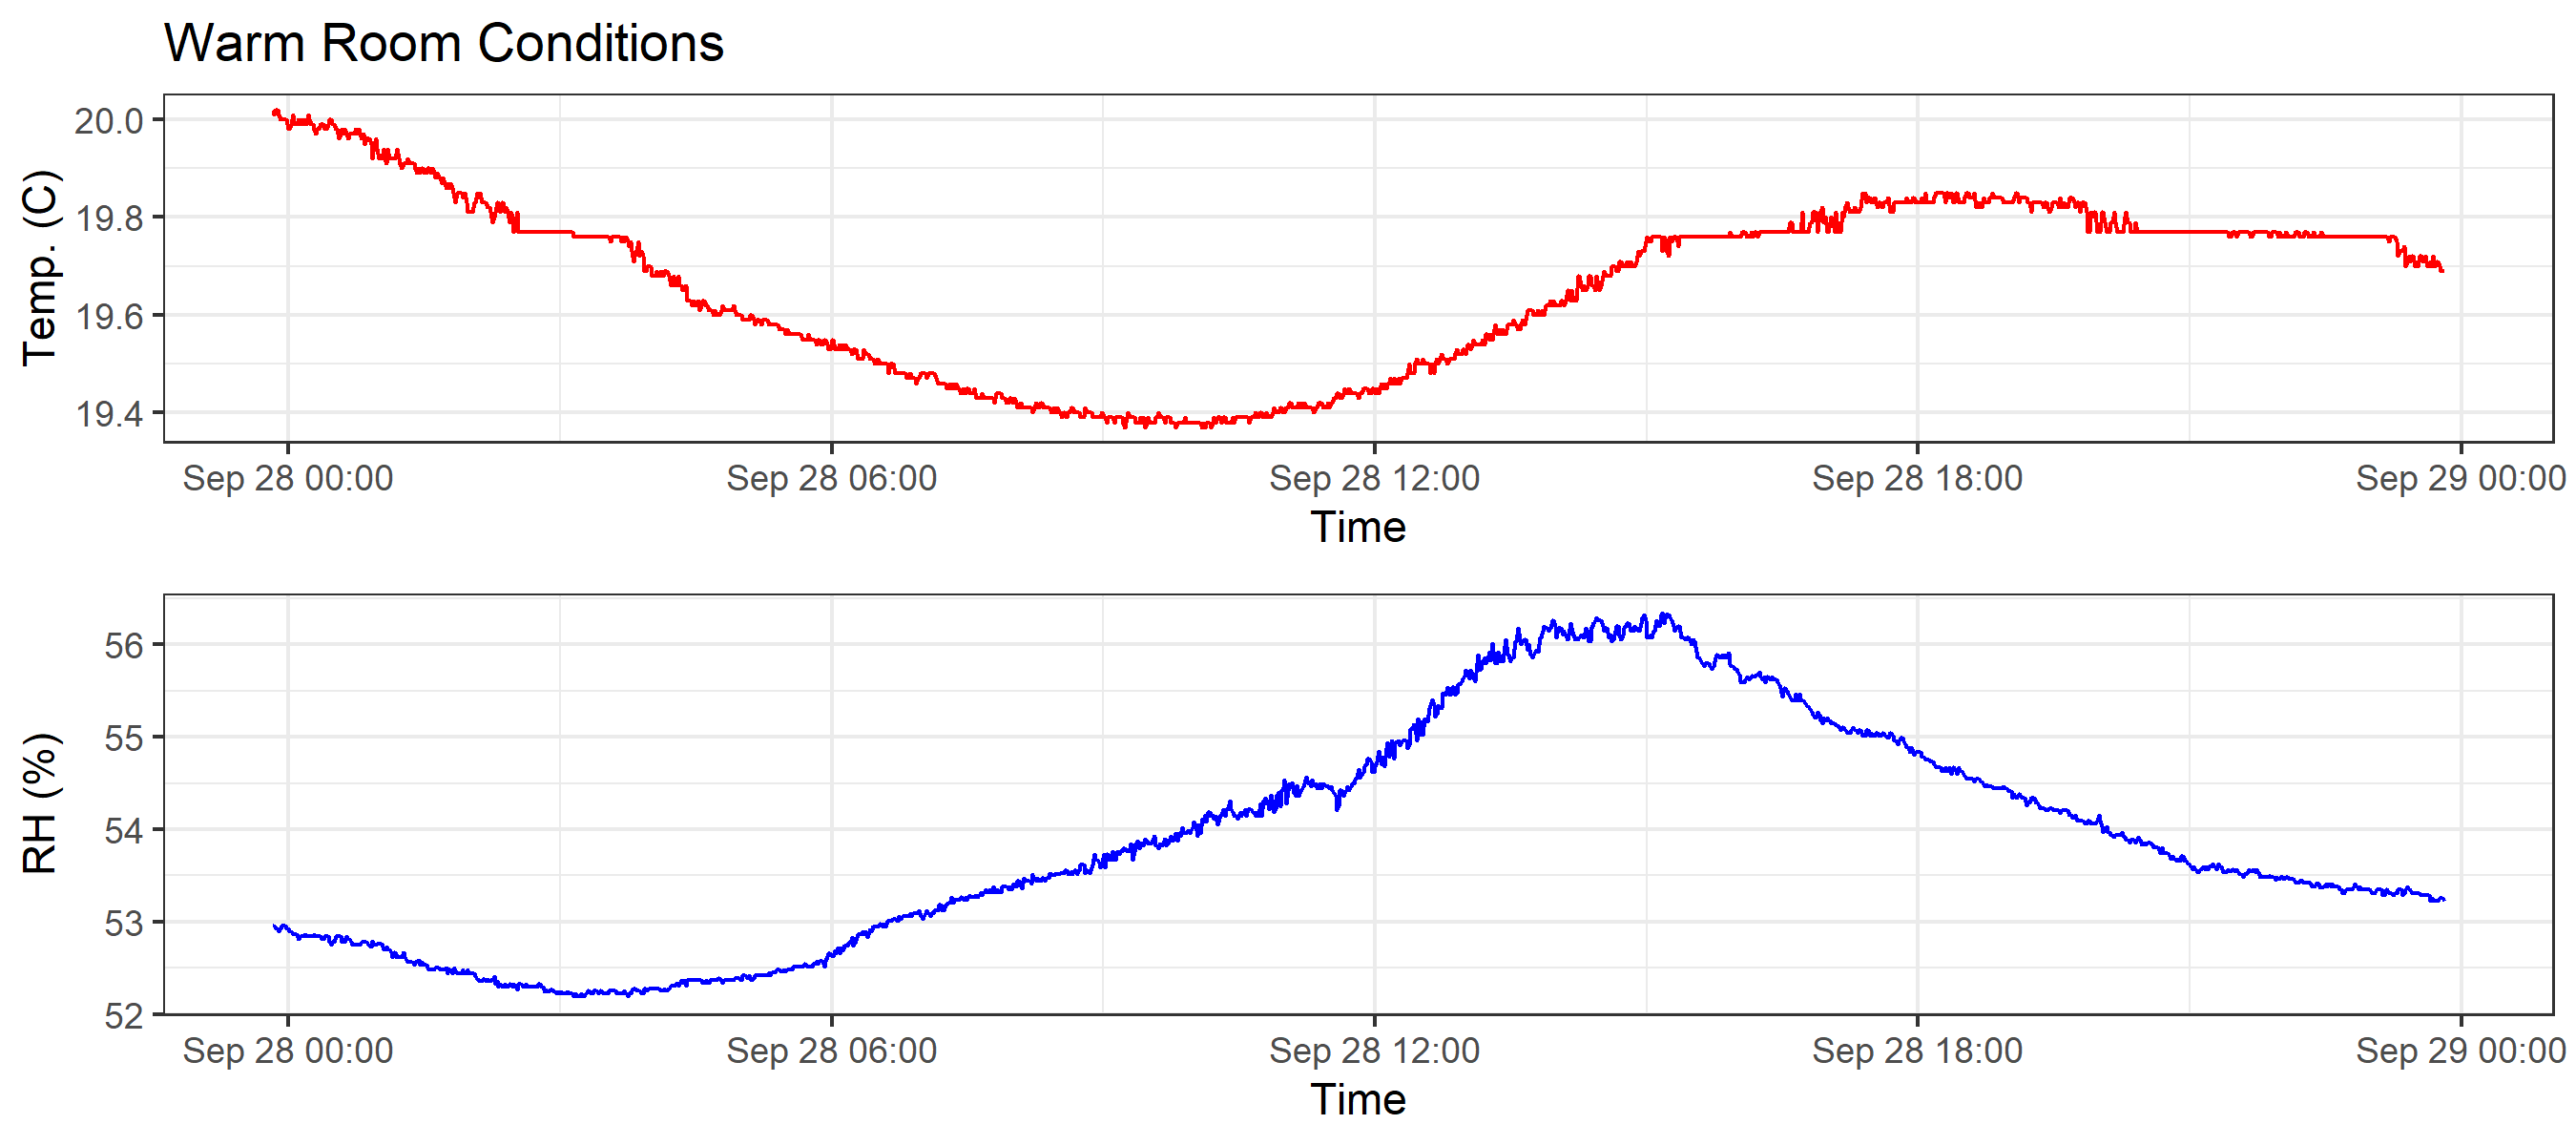 Warm Room Conditions
20.0
19.8
19.6
19.4
Temp. (C)
Sep 28 00:00 Sep 28 06:00 Sep 28 12:00 Sep 28 18:00 Sep 29 00:00
Time
56
55
54
53
52
RH (%)
Sep 28 00:00 Sep 28 06:00 Sep 28 12:00 Sep 28 18:00 Sep 29 00:00
Time